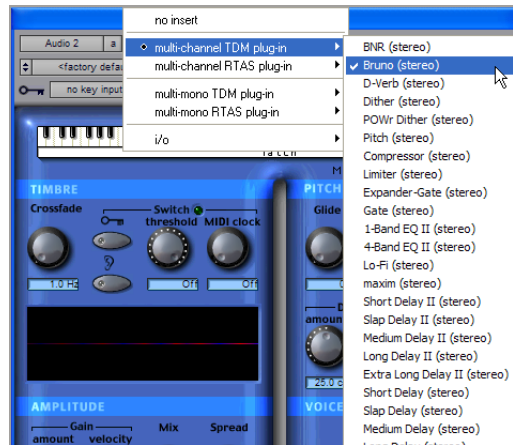 no insert
multi-channel TDM plug-in
multi-channel RTAS plug-in
multi-mono TDM plug-in
multi-mono RTAS plug-in
i/o
Audio 2 a
<factory defau
no key input
BNR (stereo)
Bruno (stereo)
D-Verb (stereo)
Dither (stereo)
POWr Dither (stereo)
Pitch (stereo)
Compressor (stereo)
Limiter (stereo)
Expander-Gate (stereo)
Gate (stereo)
1-Band EQ II (stereo)
4-Band EQ II (stereo)
Lo-Fi (stereo)
maxim (stereo)
Short Delay II (stereo)
Slap Delay II (stereo)
Medium Delay II (stereo)
Long Delay II (stereo)
Extra Long Delay II (stereo)
Short Delay (stereo)
Slap Delay (stereo)
Medium Delay (stereo)
Long Delay (stereo)
TIMBRE
Crossfade
Switch
threshold MIDI clock
1.0 Hz
Off
Off
PITCH
Glide
amoun
25.0 c
AMPLITUDE
Gain
amount velocity
Mix
Spread
VOICE